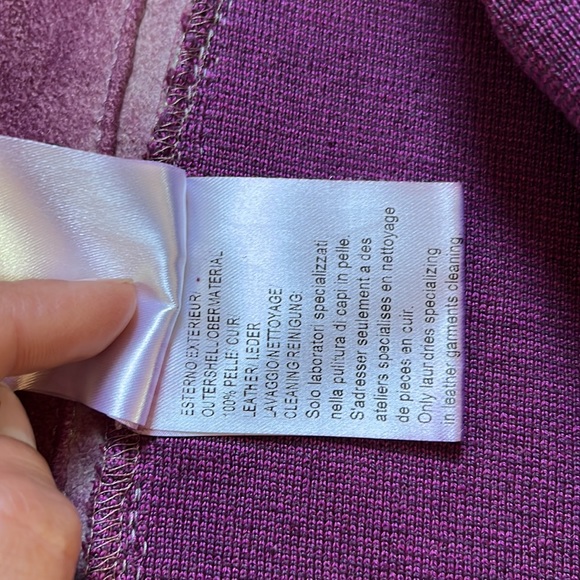 ESTERNO:EXTERIEUR:
OUTERSHELL:OBERMATERIAL
100% PELLE: CUIR
LEATHER: LEDER
LAVAGGIO:NETTOYAGE
CLEANING:REINIGUNG:
Solo laboratori specializzati
nella pulitura di capi in pelle.
S'adresser seulement a des
ateliers specialises en nettoyage
de pieces en cuir.
Only laundries specializing
in leather garments cleaning